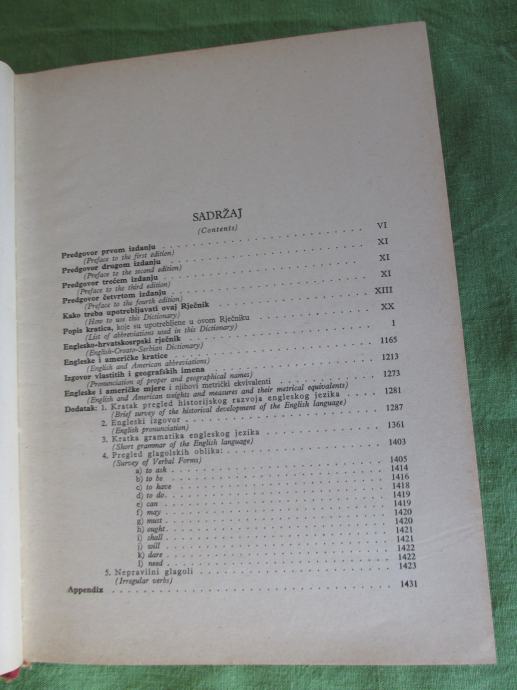 SADRŽAJ
(Contents)
Predgovor prvom izdanju . . . . VI
(Preface to the first edition)
Predgovor drugom izdanju . . . . XI
(Preface to the second edition)
Predgovor trećem izdanju . . . . XI
(Preface to the third edition)
Predgovor četvrtom izdanju . . . . XI
(Preface to the fourth edition)
Kako treba upotrebljavati ovaj Rječnik . . . . XIII
(How to use this Dictionary)
Popis kratica, koje su upotrebljene u ovom Rječniku . . . . XX
(List of abbreviations used in this Dictionary)
Englesko-hrvatskosrpski rječnik . . . . 1
(English-Croato-Serbian Dictionary)
Engleske i američke kratice . . . . 1165
(English and American abbreviations)
Izgovor vlastitih i geografskih imena . . . . 1213
(Pronunciation of proper and geographical names)
Engleske i američke mjere i njihovi metrički ekvivalenti . . . . 1273
(English and American weights and measures and their metrical equivalents)
Dodatak: 1. Kratak pregled historijskog razvoja engleskog jezika . . . . 1281
(Brief survey of the historical development of the English language)
2. Engleski izgovor . . . . 1287
(English pronunciation)
3. Kratka gramatika engleskog jezika . . . . 1361
(Short grammar of the English language)
4. Pregled glagolskih oblika: . . . . 1403
(Survey of Verbal Forms)
a) to ask . . . . 1405
b) to be . . . . 1414
c) to have . . . . 1416
d) to do . . . . 1418
e) can . . . . 1419
f) may . . . . 1419
g) must . . . . 1420
h) ought . . . . 1420
i) shall . . . . 1421
j) will . . . . 1421
k) dare . . . . 1422
l) need . . . . 1422
5. Nepravilni glagoli . . . . 1423
(Irregular verbs)
Appendix . . . . 1431